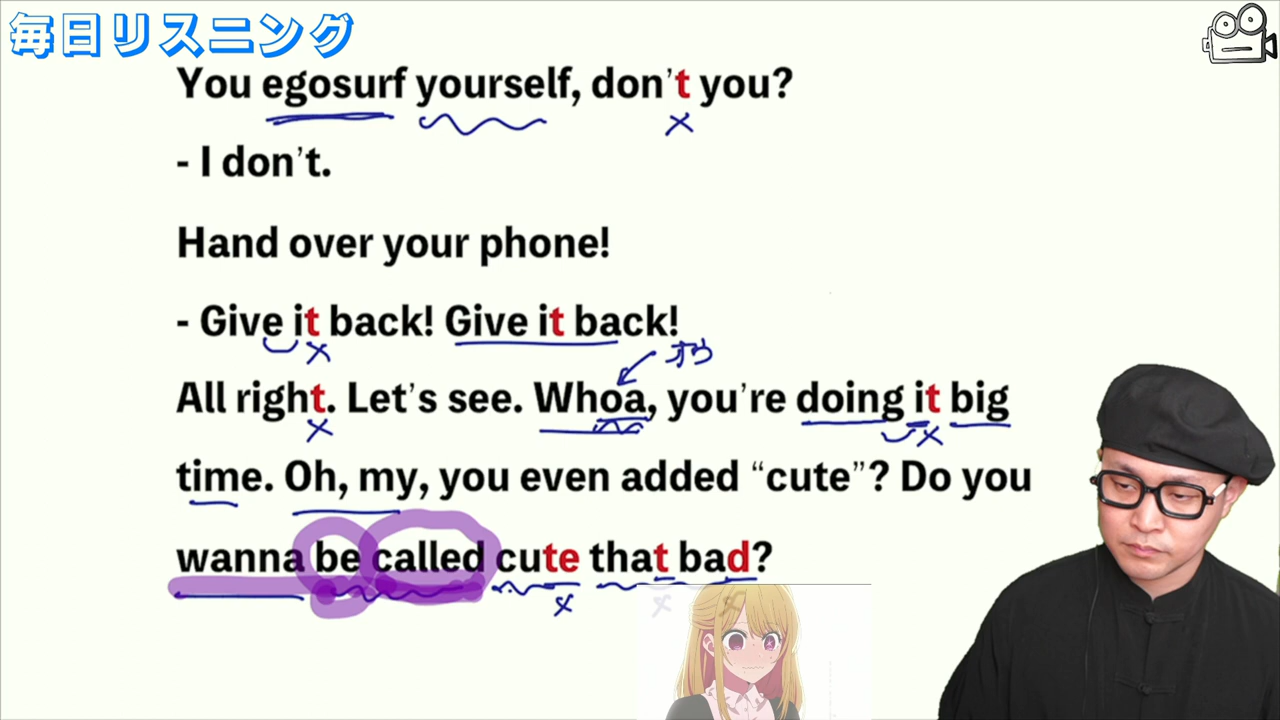 毎日リスニング
You egosurf yourself, don't you?
- I don't.
Hand over your phone!
- Give it back! Give it back!
オウ
All right. Let's see. Whoa, you're doing it big
time. Oh, my, you even added “cute”? Do you
wanna be called cute that bad?